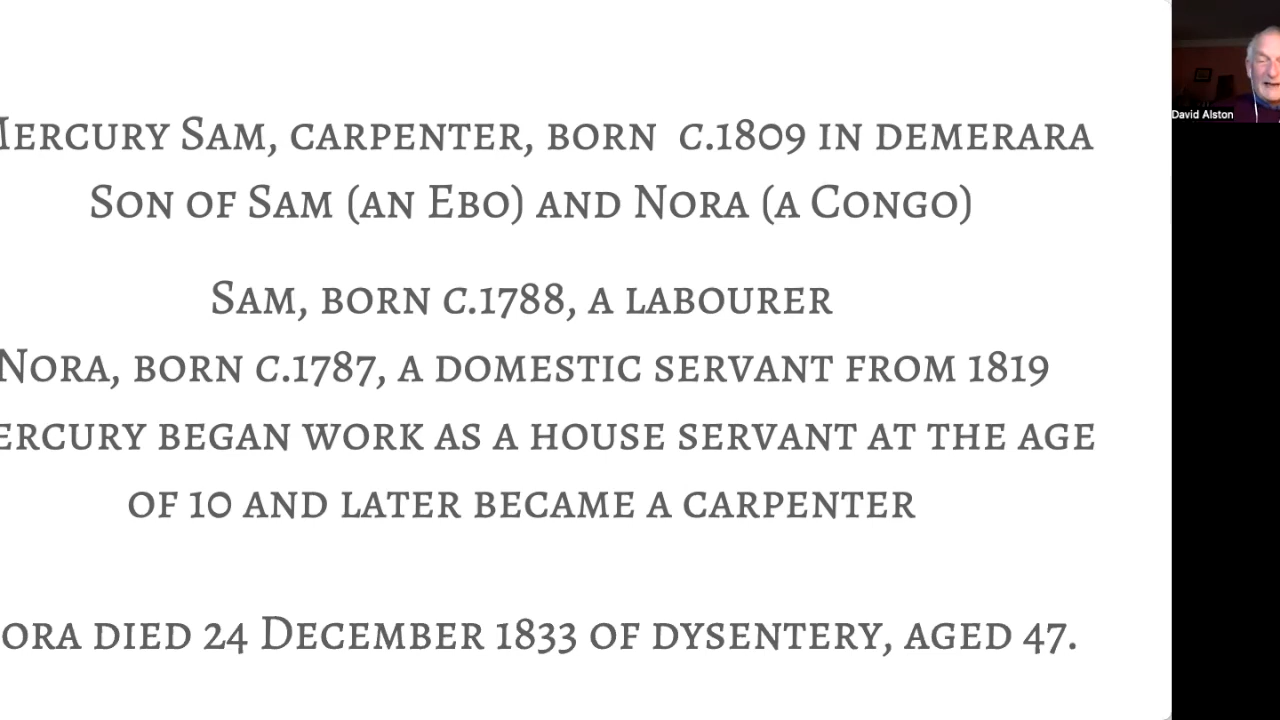 Mercury Sam, carpenter, born c.1809 in Demerara
Son of Sam (an Ebo) and Nora (a Congo)
Sam, born c.1788, a labourer
Nora, born c.1787, a domestic servant from 1819
ercury began work as a house servant at the age
of 10 and later became a carpenter
ora died 24 December 1833 of dysentery, aged 47.
David Alston